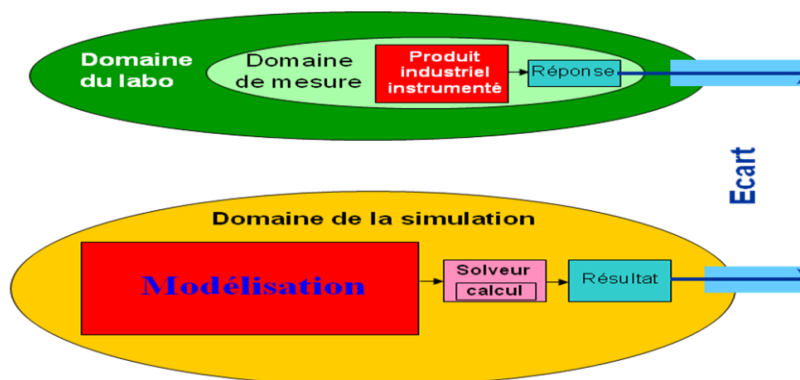 Domaine
du labo
Domaine
de mesure
Produit
industriel
instrumenté
Réponse
Ecart
Domaine de la simulation
Modélisation
Solveur
calcul
Résultat